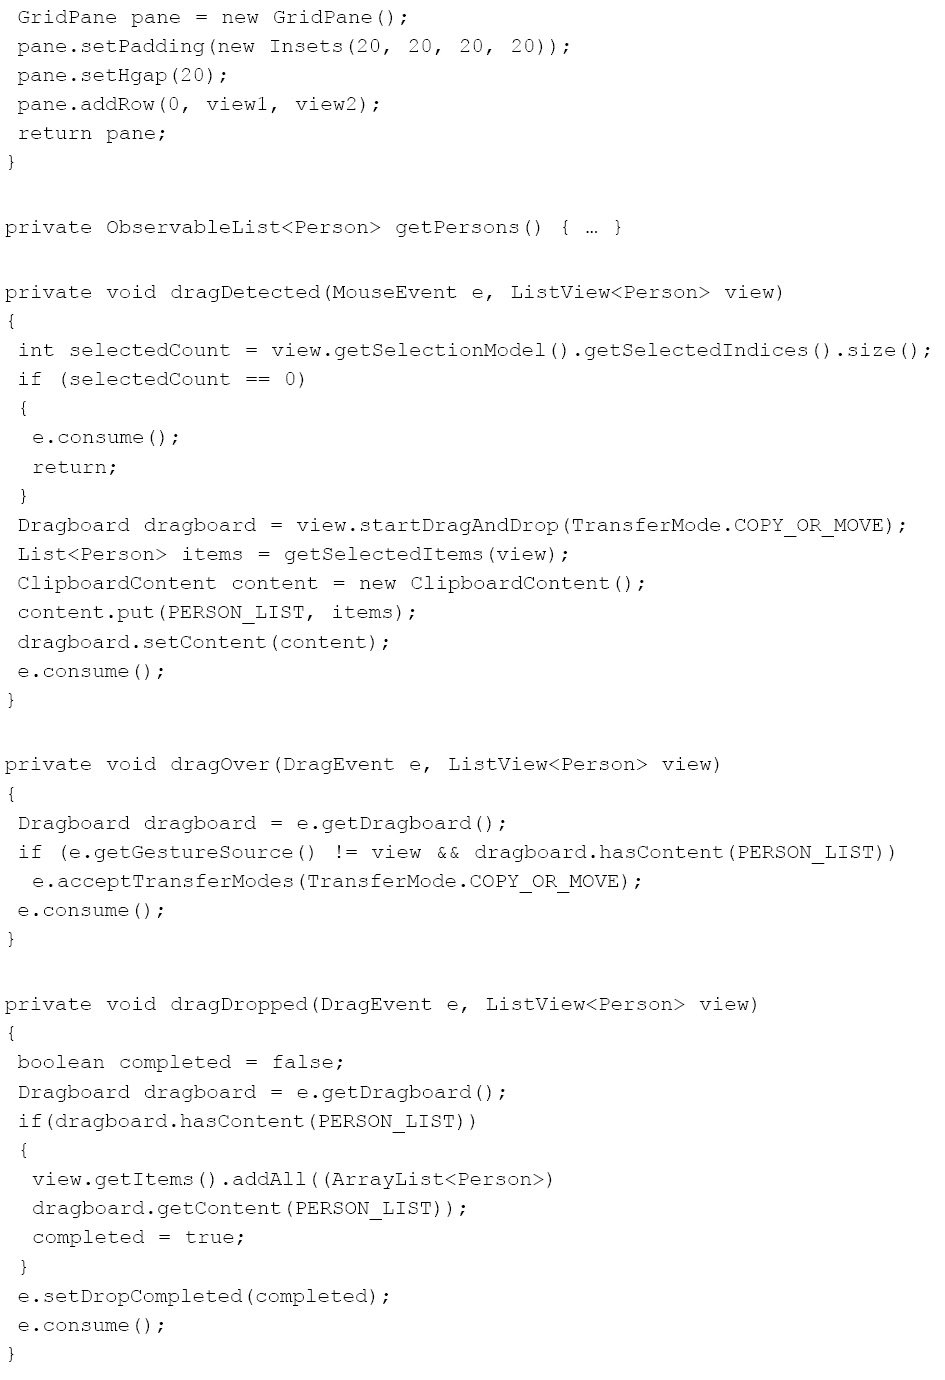 GridPane pane = new GridPane();
pane.setPadding(new Insets(20, 20, 20, 20));
pane.setHgap(20);
pane.addRow(0, view1, view2);
return pane;
}
private ObservableList<Person> getPersons() { … }
private void dragDetected(MouseEvent e, ListView<Person> view)
{
int selectedCount = view.getSelectionModel().getSelectedIndices().size();
if (selectedCount == 0)
{
e.consume();
return;
}
Dragboard dragboard = view.startDragAndDrop(TransferMode.COPY_OR_MOVE);
List<Person> items = getSelectedItems(view);
ClipboardContent content = new ClipboardContent();
content.put(PERSON_LIST, items);
dragboard.setContent(content);
e.consume();
}
private void dragOver(DragEvent e, ListView<Person> view)
{
Dragboard dragboard = e.getDragboard();
if (e.getGestureSource() != view && dragboard.hasContent(PERSON_LIST))
e.acceptTransferModes(TransferMode.COPY_OR_MOVE);
e.consume();
}
private void dragDropped(DragEvent e, ListView<Person> view)
{
boolean completed = false;
Dragboard dragboard = e.getDragboard();
if(dragboard.hasContent(PERSON_LIST))
{
view.getItems().addAll((ArrayList<Person>)
dragboard.getContent(PERSON_LIST));
completed = true;
}
e.setDropCompleted(completed);
e.consume();
}